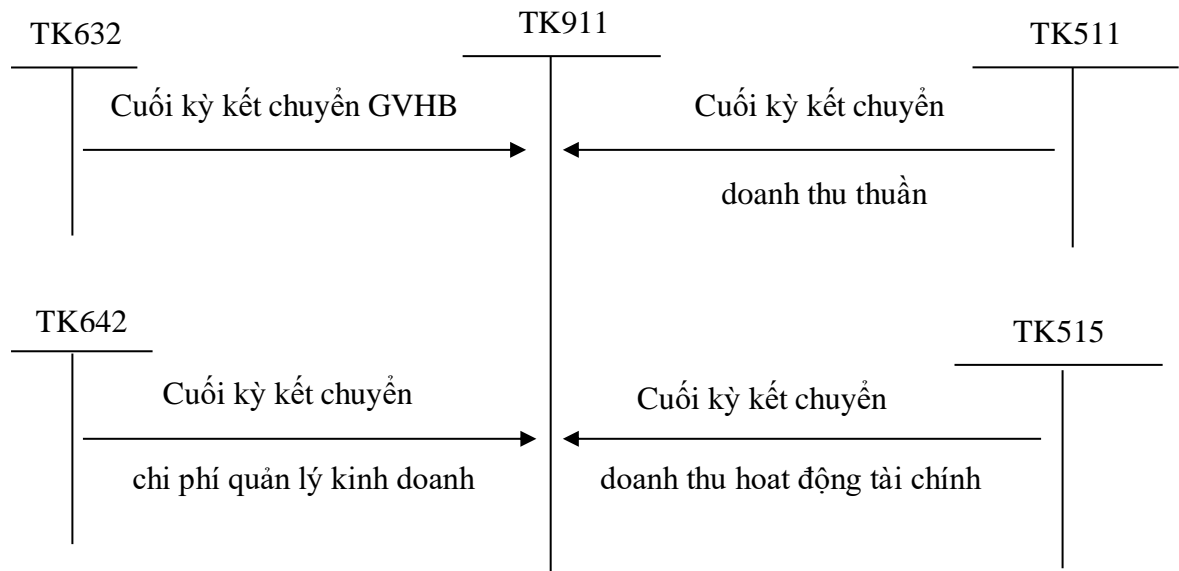 TK632
TK911
TK511
Cuối kỳ kết chuyển GVHB
Cuối kỳ kết chuyển
doanh thu thuần
TK642
TK515
Cuối kỳ kết chuyển
chi phí quản lý kinh doanh
Cuối kỳ kết chuyển
doanh thu hoat động tài chính